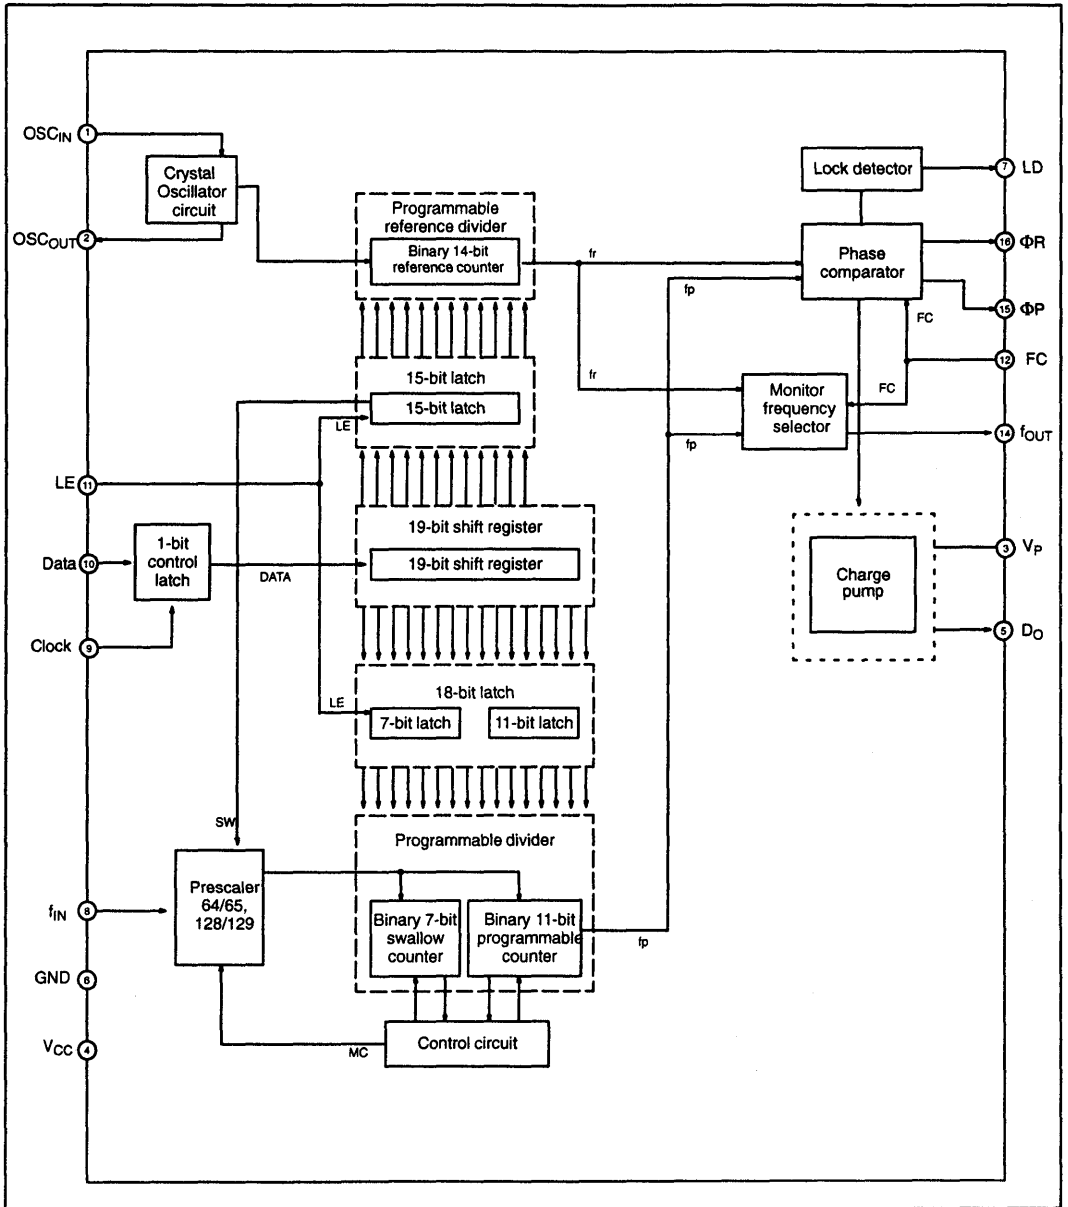 OSCIN 1
Crystal
Oscillator
circuit
OSCOUT 2
Programmable
reference divider
Binary 14-bit
reference counter
fr
fp
Lock detector
7 LD
Phase
comparator
16 ΦR
15 ΦP
FC
12 FC
15-bit latch
15-bit latch
LE
fr
fp
Monitor
frequency
selector
FC
14 fOUT
LE 11
19-bit shift register
19-bit shift register
Data 10
1-bit
control
latch
DATA
Clock 9
Charge
pump
3 VP
5 DO
18-bit latch
LE
7-bit latch
11-bit latch
SW
Programmable divider
Prescaler
64/65,
128/129
fIN 8
Binary 7-bit
swallow
counter
Binary 11-bit
programmable
counter
fp
GND 6
VCC 4
MC
Control circuit